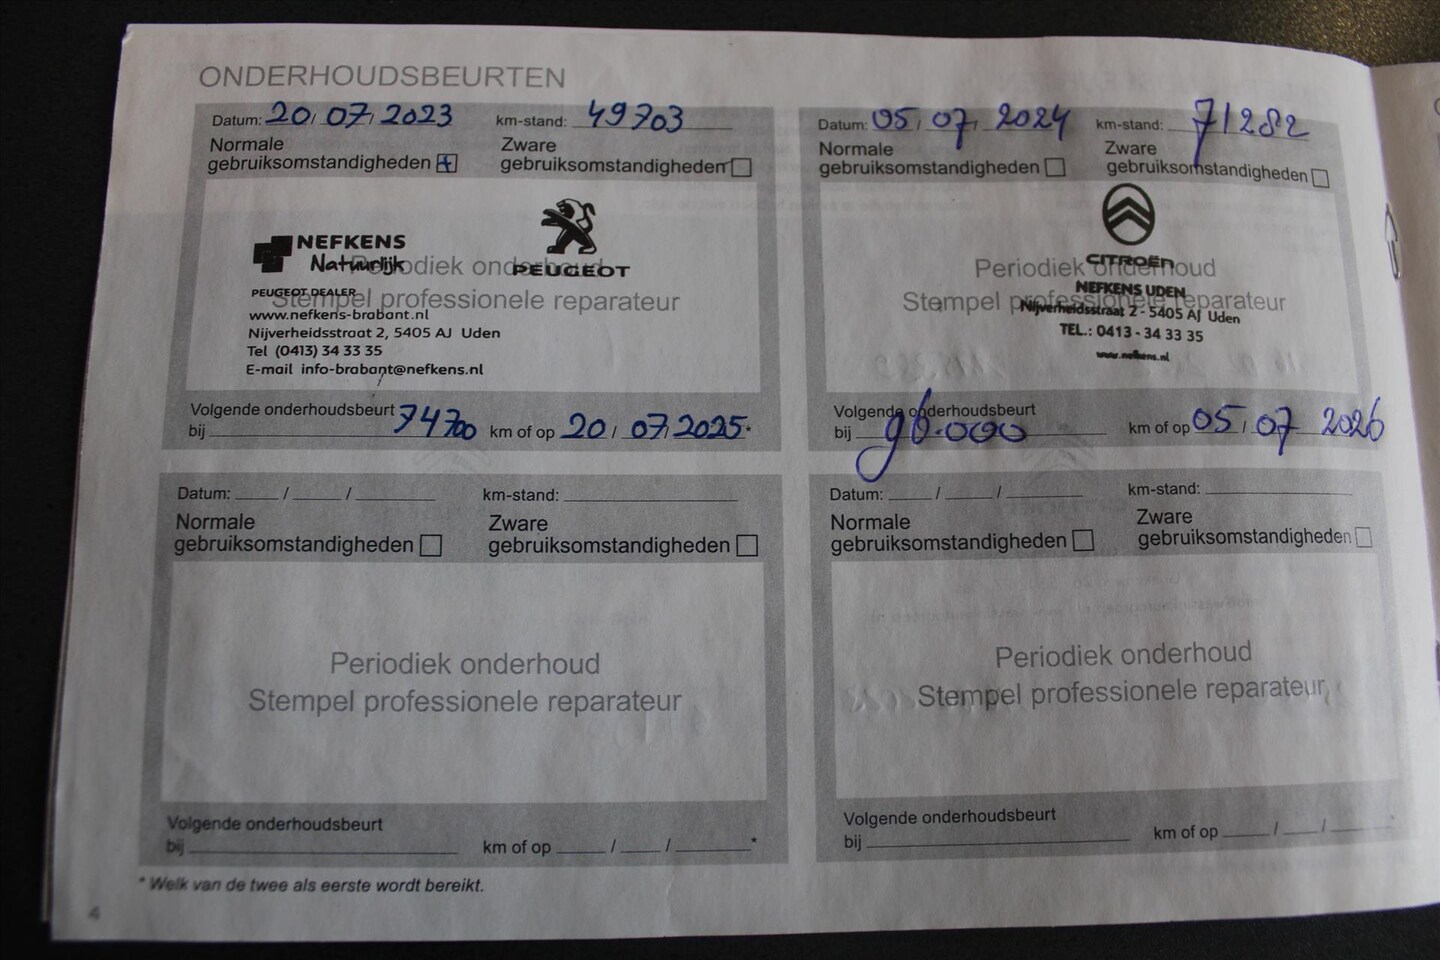 ONDERHOUDSBEURTEN
Datum: 20/07/2023 km-stand: 49703
Normale gebruiksomstandigheden Zware gebruiksomstandigheden
NEFKENS
Natuurlijk
PEUGEOT
Periodiek onderhoud
Stempel professionele reparateur
PEUGEOT DEALER
www.nefkens-brabant.nl
Nijverheidsstraat 2, 5405 AJ Uden
Tel (0413) 34 33 35
E-mail info-brabant@nefkens.nl
Volgende onderhoudsbeurt
bij 74700 km of op 20/07/2025*
Datum: 05/07/2024 km-stand: 71282
Normale gebruiksomstandigheden Zware gebruiksomstandigheden
CITROËN
Periodiek onderhoud
Stempel professionele reparateur
NEFKENS UDEN
Nijverheidsstraat 2 - 5405 AJ Uden
TEL.: 0413 - 34 33 35
www.nefkens.nl
Volgende onderhoudsbeurt
bij 96.000 km of op 05/07/2026
Datum: / / km-stand:
Normale gebruiksomstandigheden Zware gebruiksomstandigheden
Periodiek onderhoud
Stempel professionele reparateur
Volgende onderhoudsbeurt
bij km of op / / *
Datum: / / km-stand:
Normale gebruiksomstandigheden Zware gebruiksomstandigheden
Periodiek onderhoud
Stempel professionele reparateur
Volgende onderhoudsbeurt
bij km of op / / *
* Welk van de twee als eerste wordt bereikt.
4